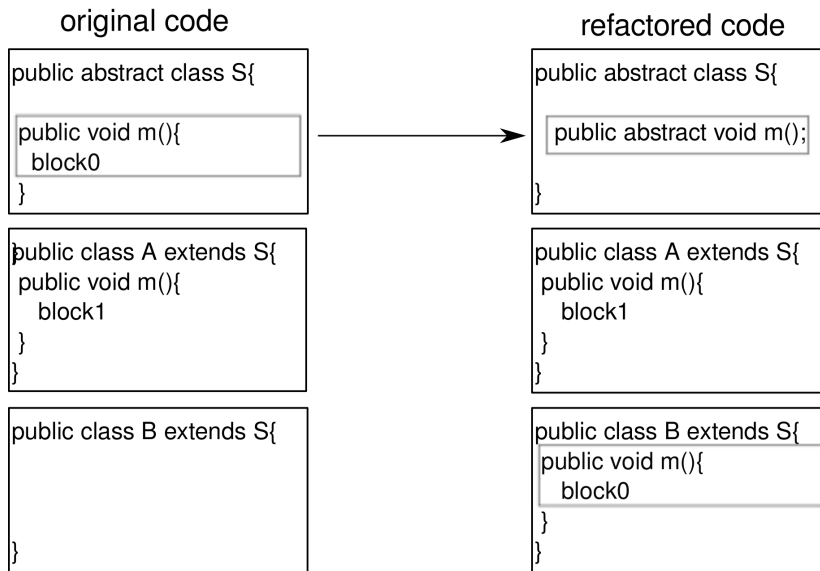 original code
public abstract class S{
public void m(){
block0
}
}
public class A extends S{
public void m(){
block1
}
}
public class B extends S{
}
refactored code
public abstract class S{
public abstract void m();
}
public class A extends S{
public void m(){
block1
}
}
public class B extends S{
public void m(){
block0
}
}